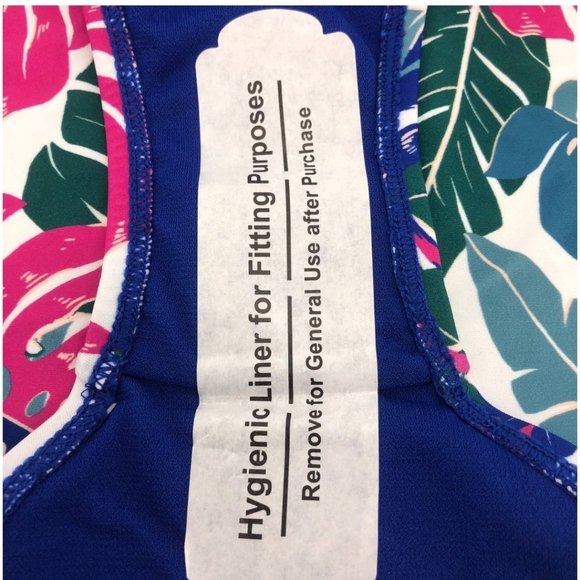 Hygienic Liner for Fitting Purposes
Remove for General Use after Purchase